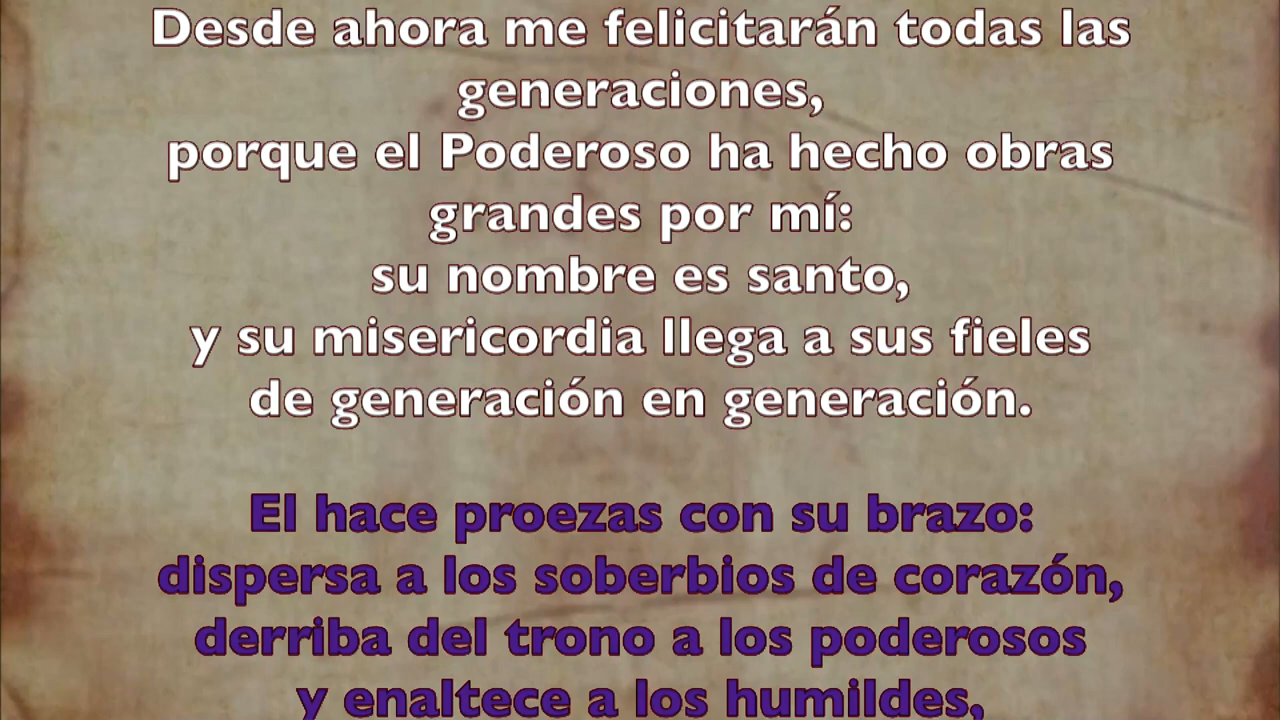 Desde ahora me felicitarán todas las
generaciones,
porque el Poderoso ha hecho obras
grandes por mí:
su nombre es santo,
y su misericordia llega a sus fieles
de generación en generación.
El hace proezas con su brazo:
dispersa a los soberbios de corazón,
derriba del trono a los poderosos
y enaltece a los humildes,